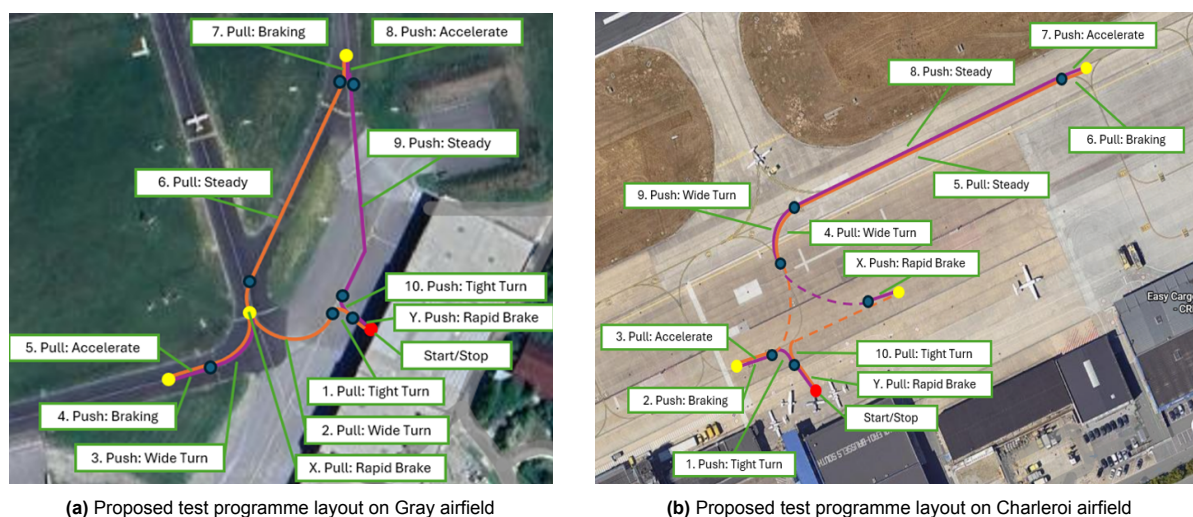 7. Pull: Braking
8. Push: Accelerate
9. Push: Steady
6. Pull: Steady
10. Push: Tight Turn
Y. Push: Rapid Brake
Start/Stop
5. Pull: Accelerate
4. Push: Braking
3. Push: Wide Turn
1. Pull: Tight Turn
2. Pull: Wide Turn
X. Pull: Rapid Brake
(a) Proposed test programme layout on Gray airfield
7. Push: Accelerate
8. Push: Steady
6. Pull: Braking
5. Pull: Steady
9. Push: Wide Turn
4. Pull: Wide Turn
X. Push: Rapid Brake
3. Pull: Accelerate
10. Pull: Tight Turn
Y. Pull: Rapid Brake
2. Push: Braking
Start/Stop
1. Push: Tight Turn
Easy Cargo
(b) Proposed test programme layout on Charleroi airfield